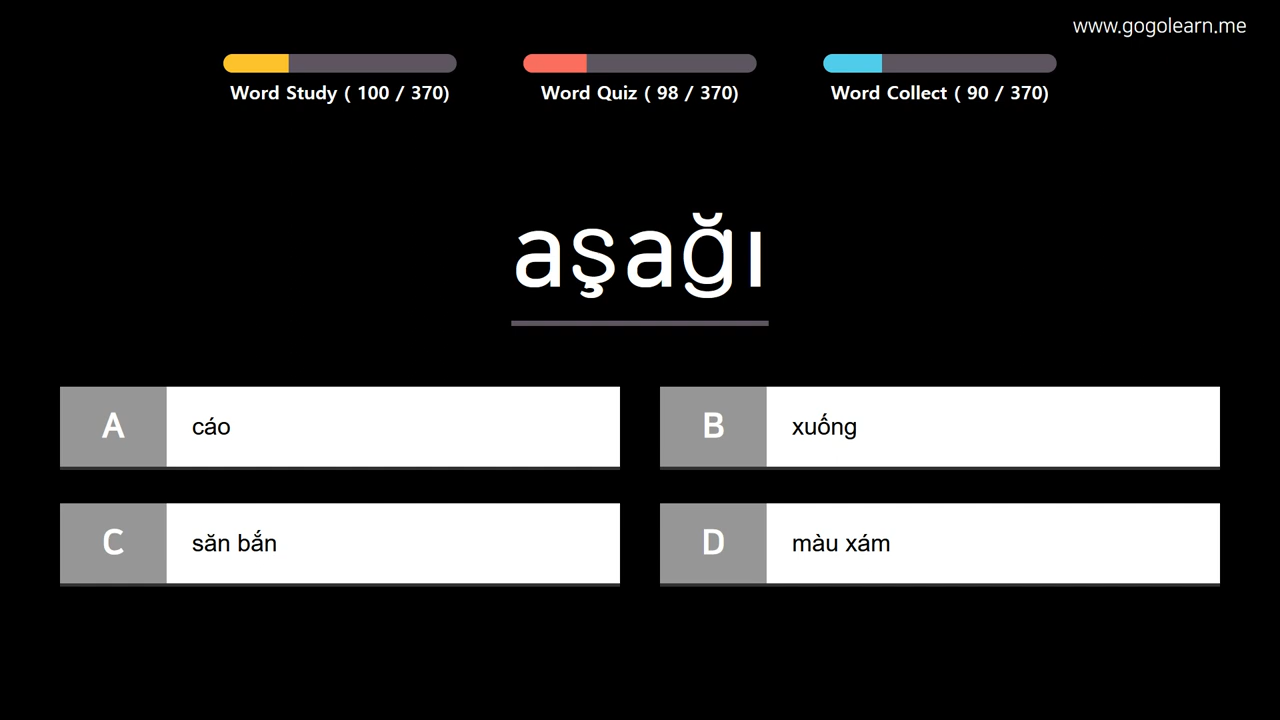 www.gogolearn.me
Word Study ( 100 / 370)
Word Quiz ( 98 / 370)
Word Collect ( 90 / 370)
aşağı
A cáo
B xuống
C săn bắn
D màu xám